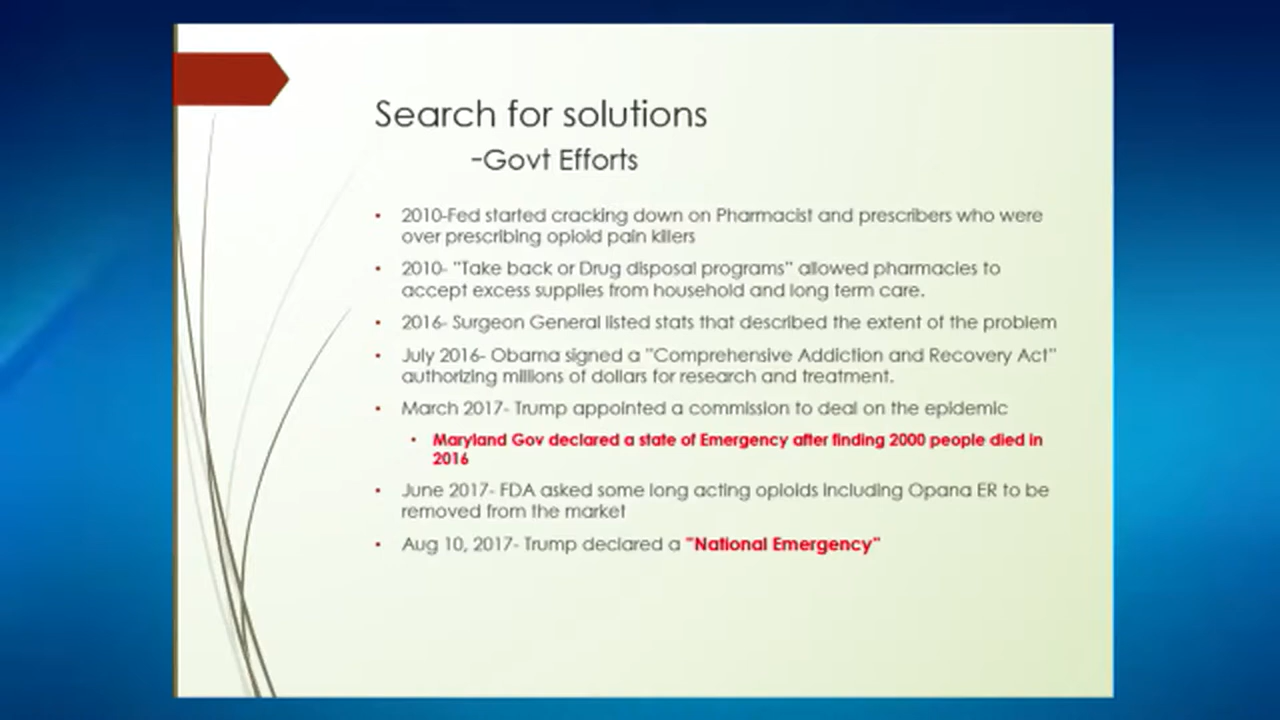 Search for solutions
-Govt Efforts
• 2010-Fed started cracking down on Pharmacist and prescribers who were
over prescribing opioid pain killers
• 2010- "Take back or Drug disposal programs" allowed pharmacies to
accept excess supplies from household and long term care.
• 2016- Surgeon General listed stats that described the extent of the problem
• July 2016- Obama signed a "Comprehensive Addiction and Recovery Act"
authorizing millions of dollars for research and treatment.
• March 2017- Trump appointed a commission to deal on the epidemic
• Maryland Gov declared a state of Emergency after finding 2000 people died in
2016
• June 2017- FDA asked some long acting opioids including Opana ER to be
removed from the market
• Aug 10, 2017- Trump declared a "National Emergency"